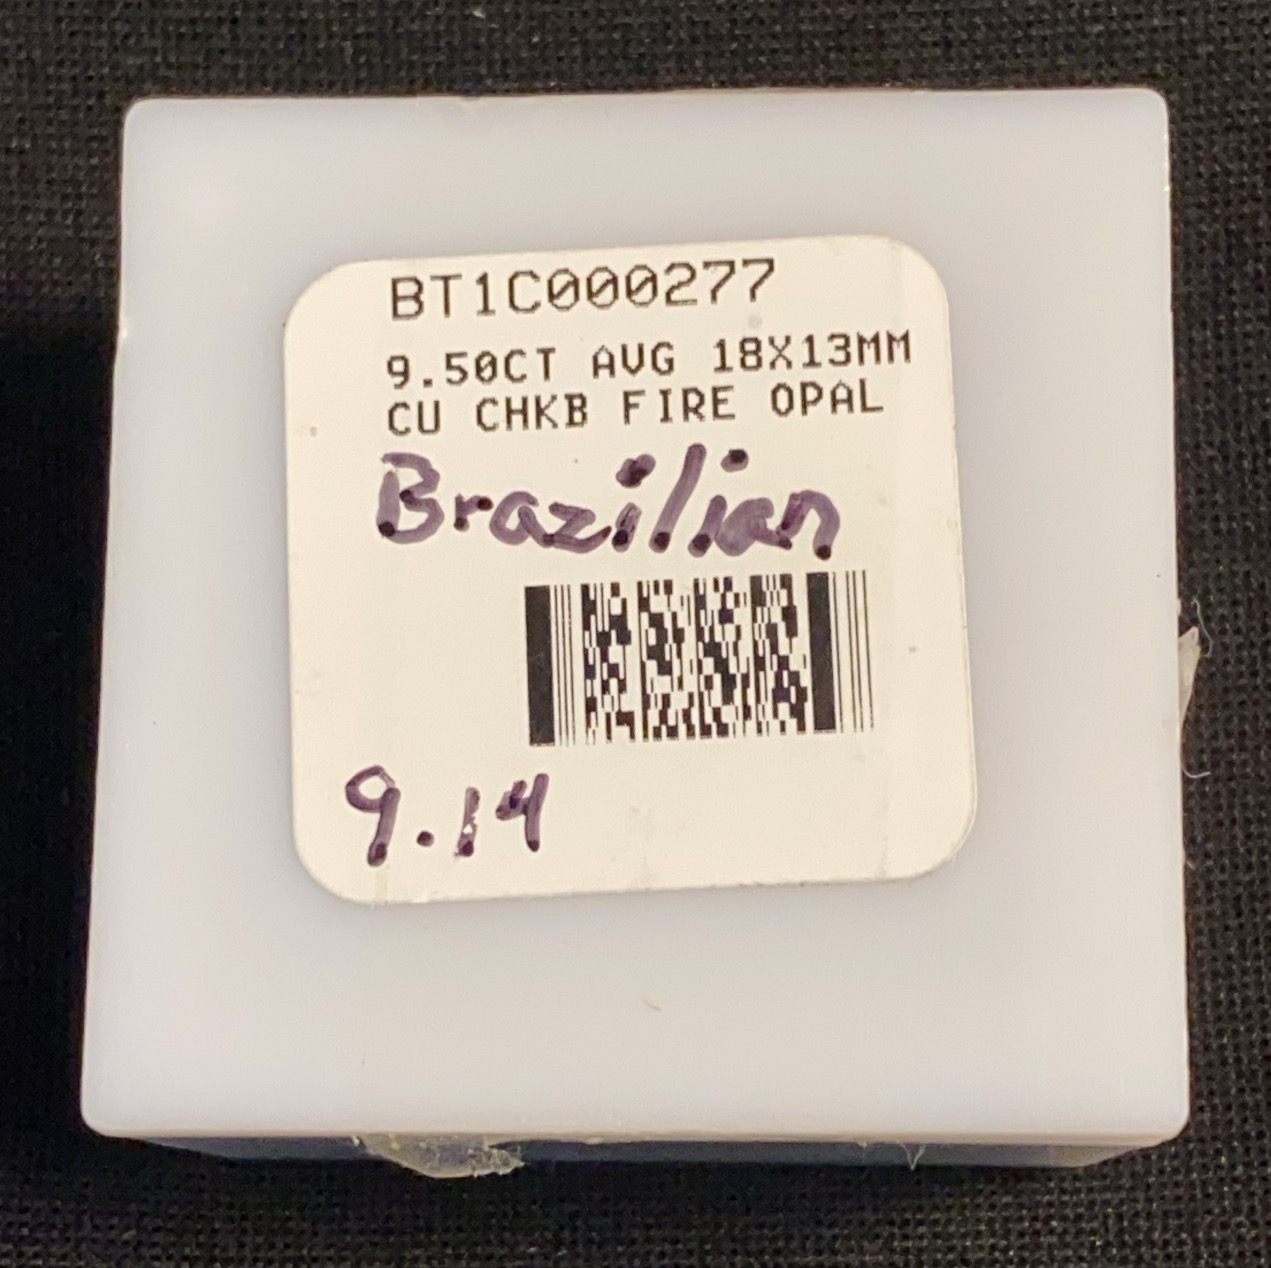 BT1C000277
9.50CT AVG 18X13MM
CU CHKB FIRE OPAL
Brazilian
9.14